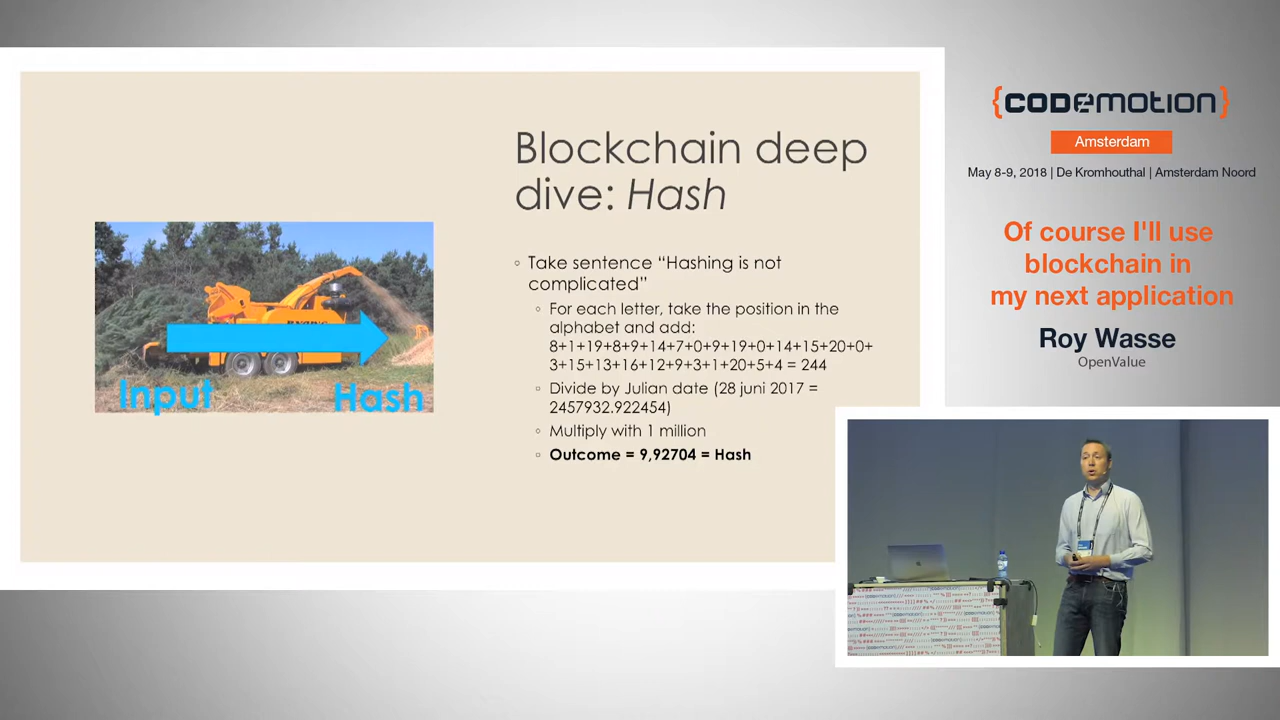 Blockchain deep
dive: Hash
Take sentence “Hashing is not
complicated”
For each letter, take the position in the
alphabet and add:
8+1+19+8+9+14+7+0+9+19+0+14+15+20+0+
3+15+13+16+12+9+3+1+20+5+4 = 244
Divide by Julian date (28 juni 2017 =
2457932.922454)
Multiply with 1 million
Outcome = 9,92704 = Hash
Input
Hash
{CODEMOTION}
Amsterdam
May 8-9, 2018 | De Kromhouthal | Amsterdam Noord
Of course I'll use
blockchain in
my next application
Roy Wasse
OpenValue